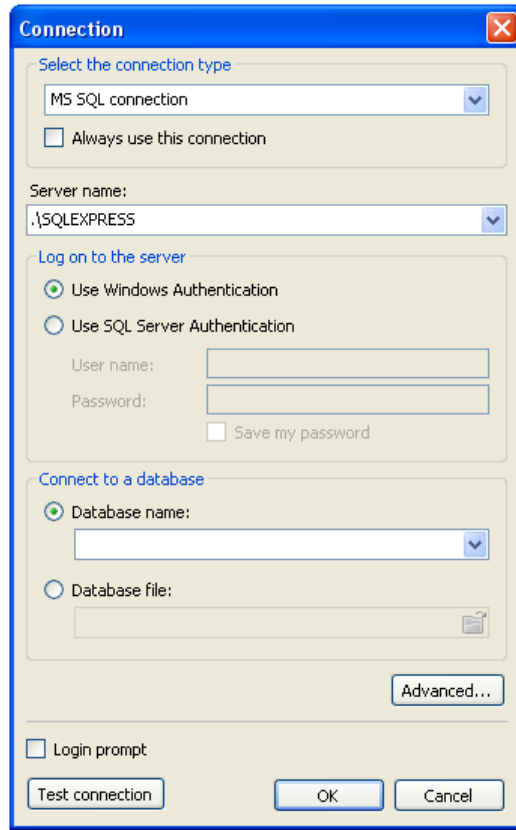 Connection
Select the connection type
MS SQL connection
Always use this connection
Server name:
.\SQLEXPRESS
Log on to the server
Use Windows Authentication
Use SQL Server Authentication
User name:
Password:
Save my password
Connect to a database
Database name:
Database file:
Advanced...
Login prompt
Test connection OK Cancel